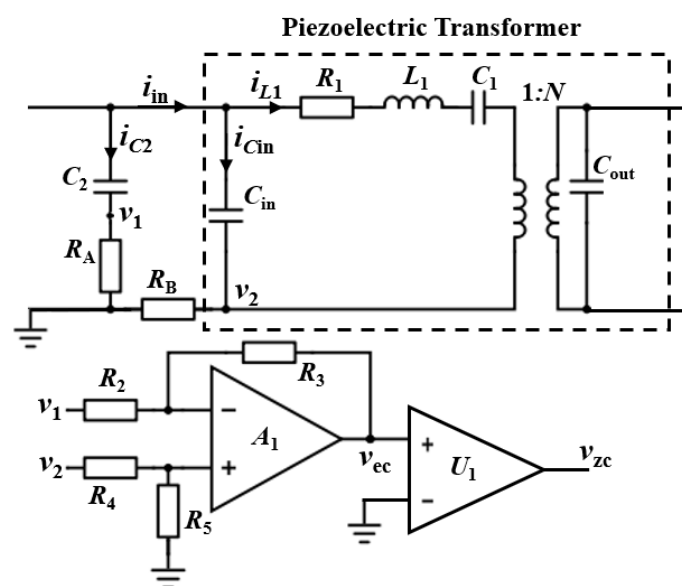 Piezoelectric Transformer
i_in
i_L1
R_1
L_1
C_1
1:N
i_C2
i_Cin
C_2
C_in
C_out
v_1
R_A
R_B
v_2
R_2
R_3
v_1
A_1
v_2
v_ec
U_1
v_zc
R_4
R_5